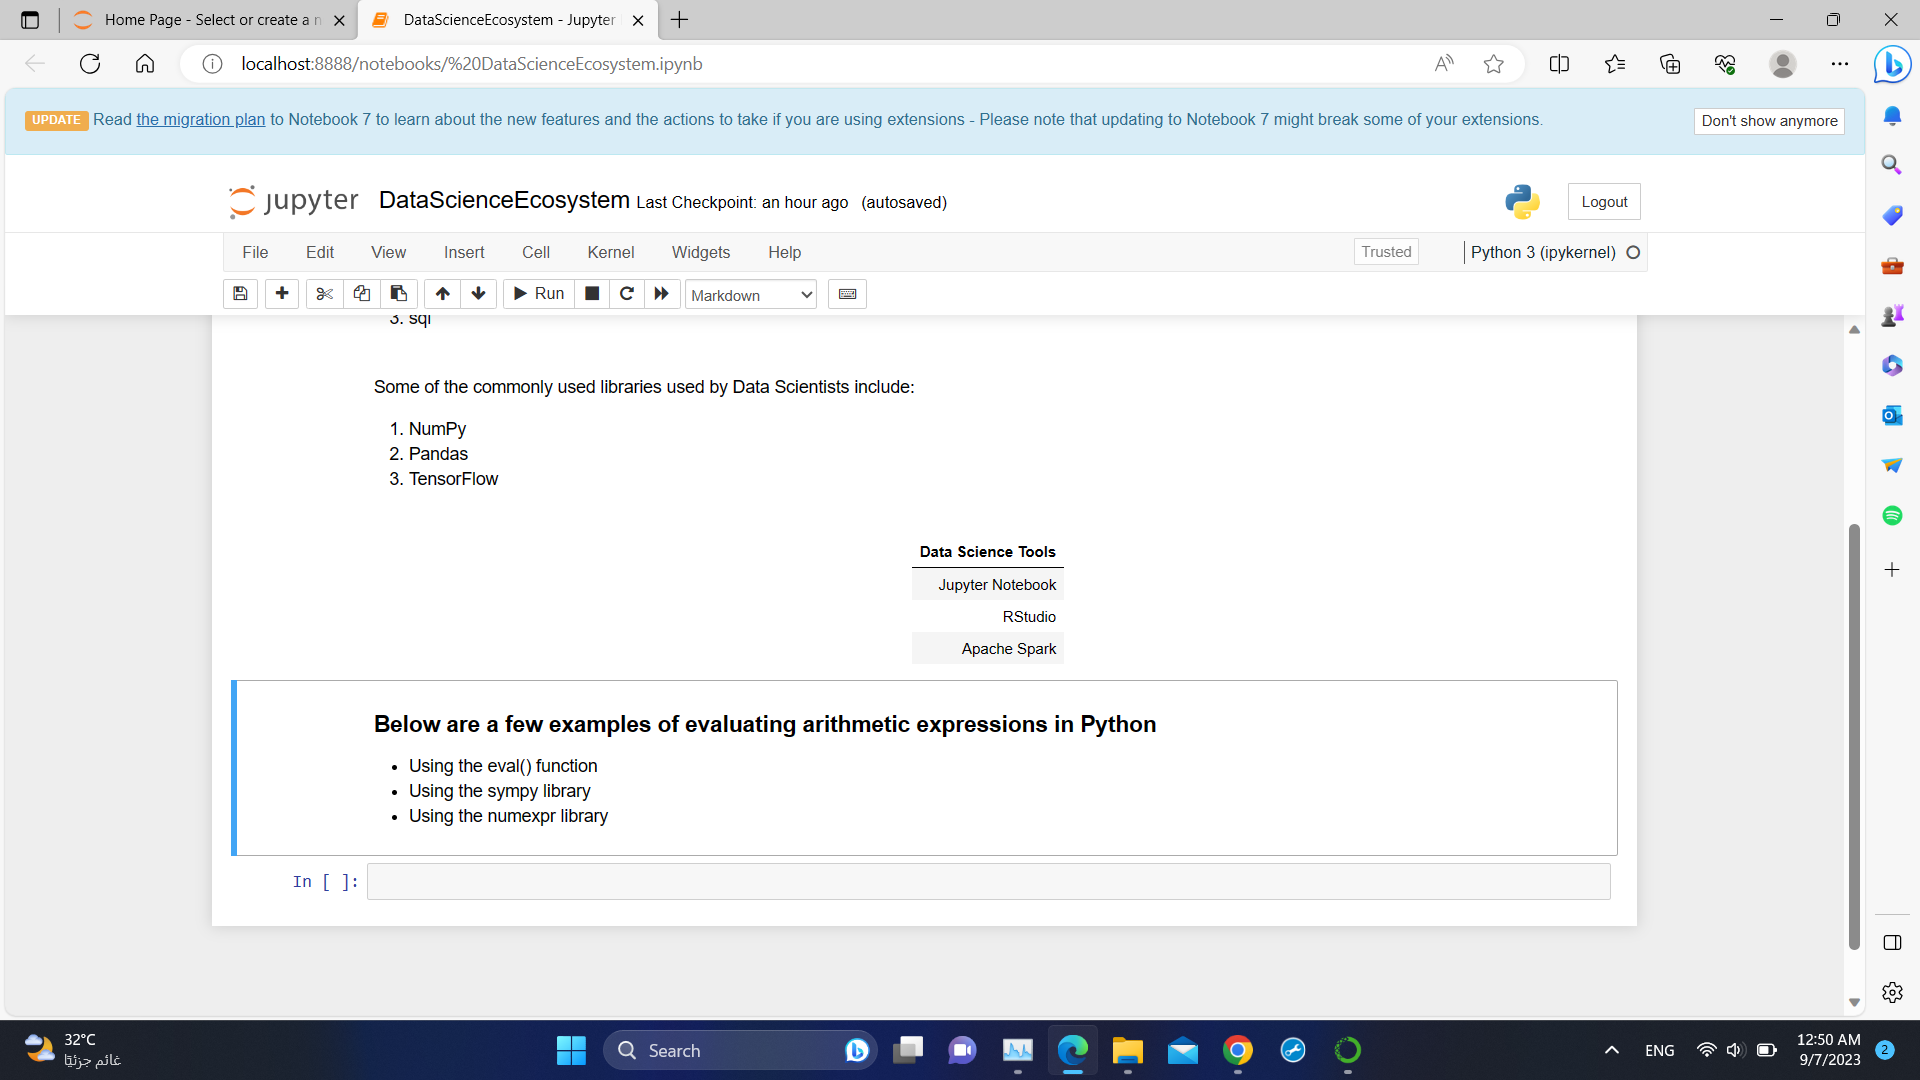 Home Page - Select or create a n
DataScienceEcosystem - Jupyter
localhost:8888/notebooks/%20DataScienceEcosystem.ipynb
UPDATE Read the migration plan to Notebook 7 to learn about the new features and the actions to take if you are using extensions - Please note that updating to Notebook 7 might break some of your extensions.
Don't show anymore
jupyter DataScienceEcosystem Last Checkpoint: an hour ago (autosaved)
Logout
File Edit View Insert Cell Kernel Widgets Help
Trusted
Python 3 (ipykernel)
Run
Markdown
3. sql
Some of the commonly used libraries used by Data Scientists include:
1. NumPy
2. Pandas
3. TensorFlow
Data Science Tools
Jupyter Notebook
RStudio
Apache Spark
Below are a few examples of evaluating arithmetic expressions in Python
• Using the eval() function
• Using the sympy library
• Using the numexpr library
In [ ]:
32°C
غائم جزئيًا
Search
ENG
12:50 AM
9/7/2023
2